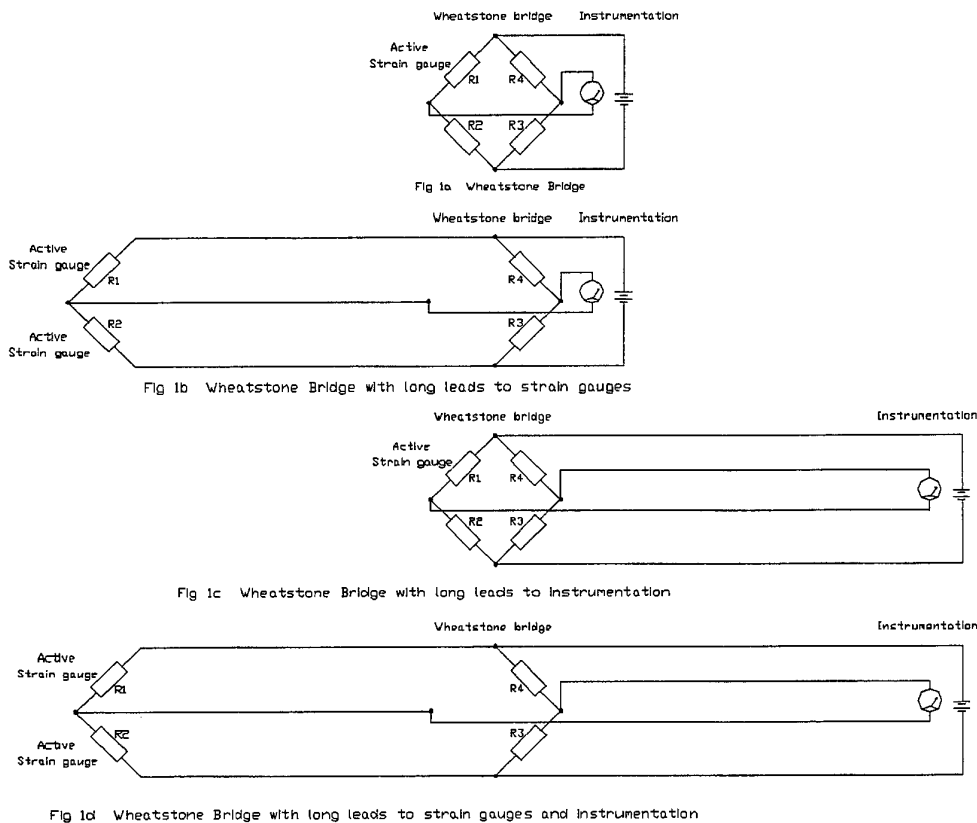 Wheatstone bridge Instrumentation
Active
Strain gauge
R1
R4
R2
R3
Fig 1a Wheatstone Bridge
Wheatstone bridge Instrumentation
Active
Strain gauge
R1
R4
R2
R3
Active
Strain gauge
Fig 1b Wheatstone Bridge with long leads to strain gauges
Wheatstone bridge Instrumentation
Active
Strain gauge
R1
R4
R2
R3
Fig 1c Wheatstone Bridge with long leads to instrumentation
Wheatstone bridge Instrumentation
Active
Strain gauge
R1
R4
R2
R3
Active
Strain gauge
Fig 1d Wheatstone Bridge with long leads to strain gauges and instrumentation